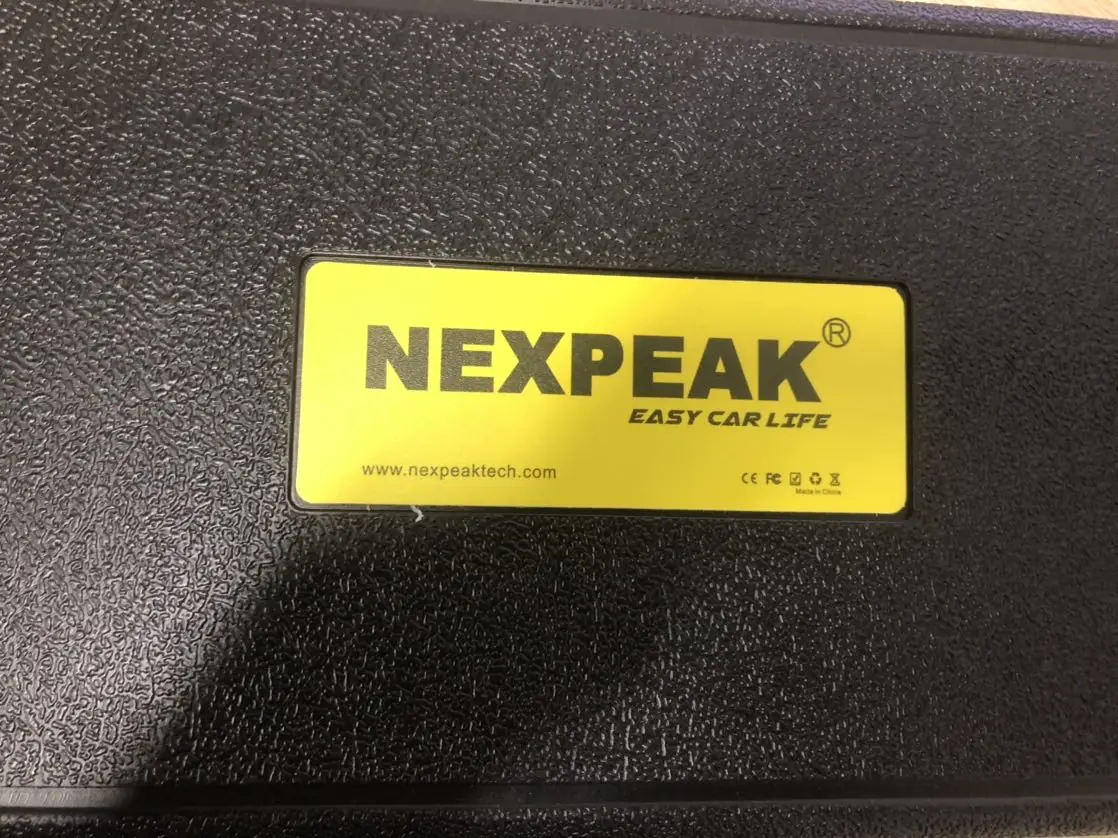 NEXPEAK®
EASY CAR LIFE
www.nexpeaktech.com
CE FC
Made in China